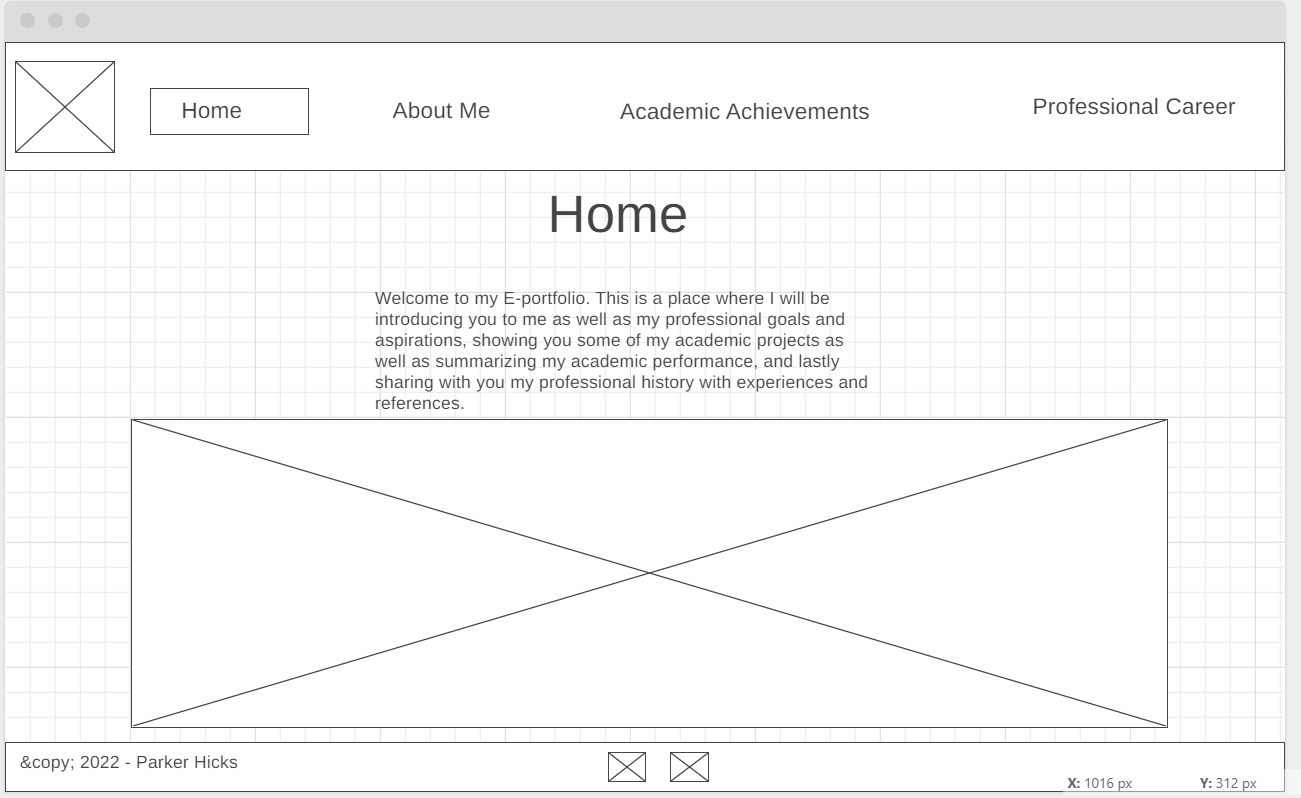 Home
About Me
Academic Achievements
Professional Career
Home
Welcome to my E-portfolio. This is a place where I will be
introducing you to me as well as my professional goals and
aspirations, showing you some of my academic projects as
well as summarizing my academic performance, and lastly
sharing with you my professional history with experiences and
references.
&copy; 2022 - Parker Hicks
X: 1016 px
Y: 312 px